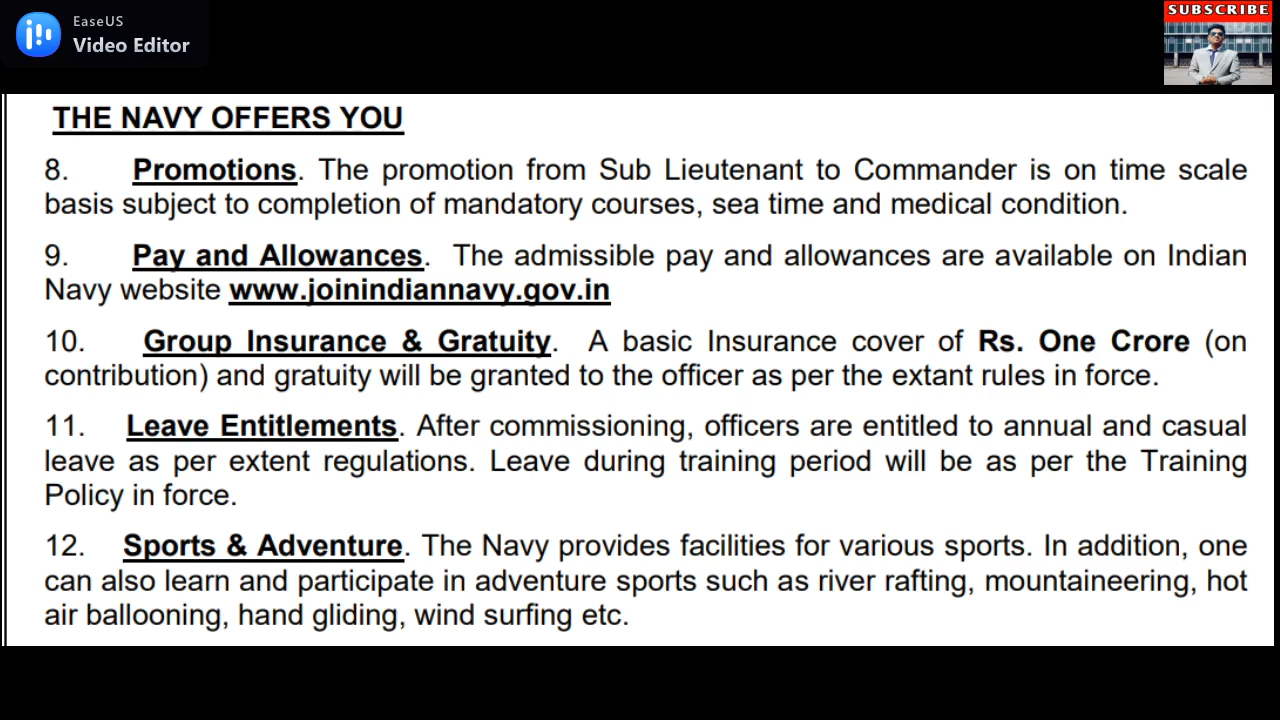 EaseUS
Video Editor
SUBSCRIBE
THE NAVY OFFERS YOU
8. Promotions. The promotion from Sub Lieutenant to Commander is on time scale
basis subject to completion of mandatory courses, sea time and medical condition.
9. Pay and Allowances. The admissible pay and allowances are available on Indian
Navy website www.joinindiannavy.gov.in
10. Group Insurance & Gratuity. A basic Insurance cover of Rs. One Crore (on
contribution) and gratuity will be granted to the officer as per the extant rules in force.
11. Leave Entitlements. After commissioning, officers are entitled to annual and casual
leave as per extent regulations. Leave during training period will be as per the Training
Policy in force.
12. Sports & Adventure. The Navy provides facilities for various sports. In addition, one
can also learn and participate in adventure sports such as river rafting, mountaineering, hot
air ballooning, hand gliding, wind surfing etc.